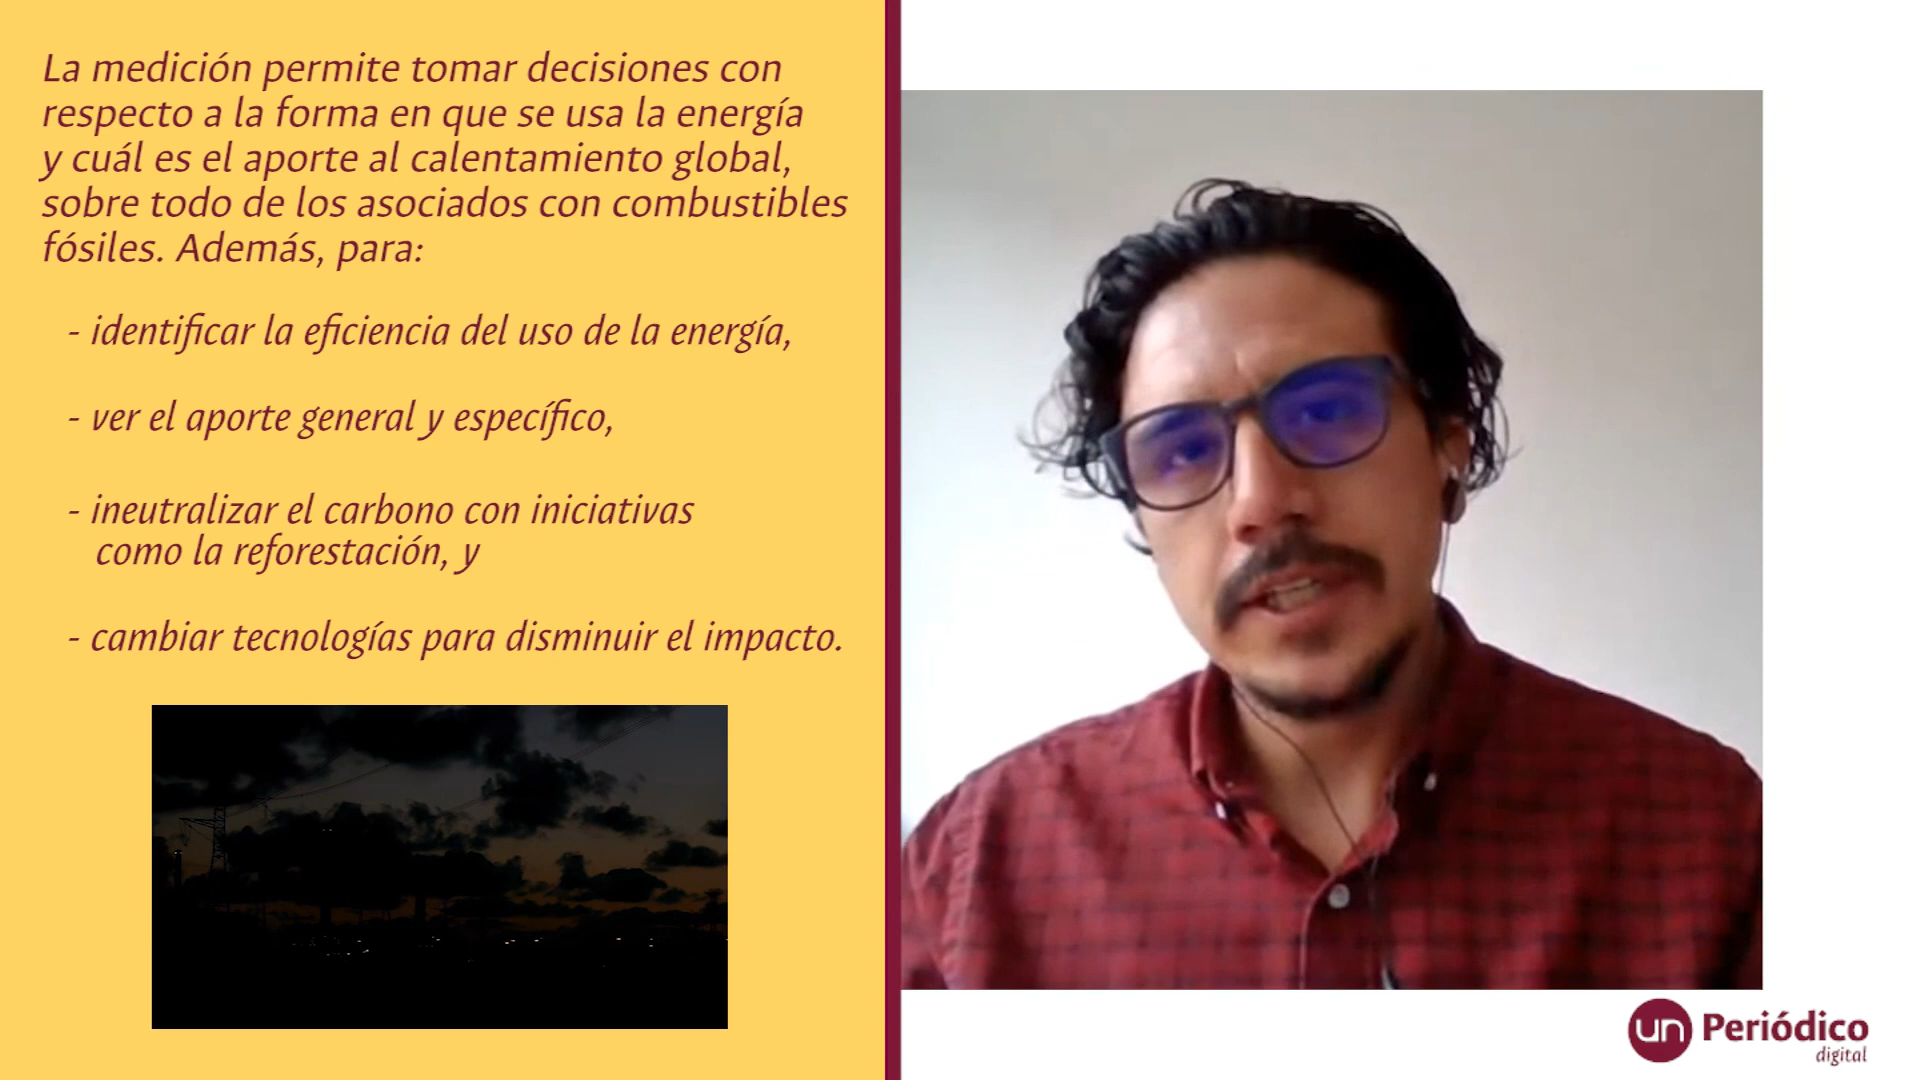 La medición permite tomar decisiones con
respecto a la forma en que se usa la energía
y cuál es el aporte al calentamiento global,
sobre todo de los asociados con combustibles
fósiles. Además, para:
- identificar la eficiencia del uso de la energía,
- ver el aporte general y específico,
- ineutralizar el carbono con iniciativas
como la reforestación, y
- cambiar tecnologías para disminuir el impacto.
un Periódico
digital